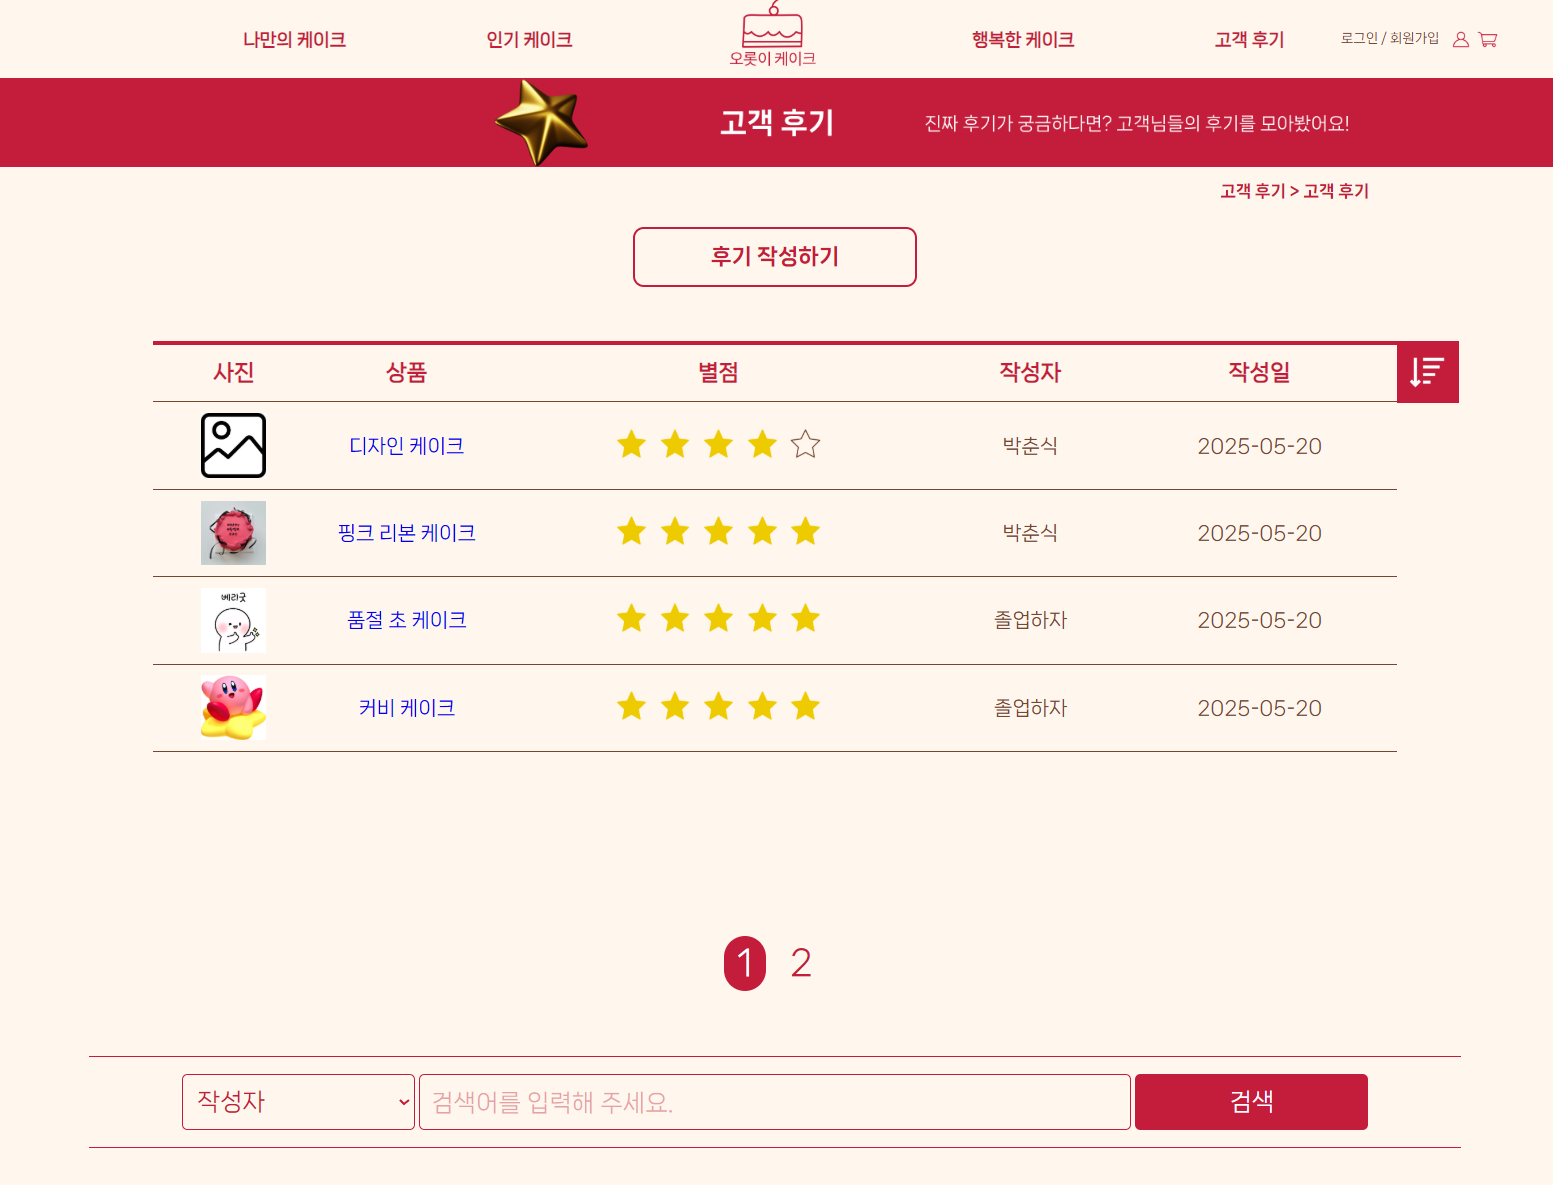 나만의 케이크
인기 케이크
오롯이 케이크
행복한 케이크
고객 후기
로그인 / 회원가입
고객 후기
진짜 후기가 궁금하다면? 고객님들의 후기를 모아봤어요!
고객 후기 > 고객 후기
후기 작성하기
사진 상품 별점 작성자 작성일
디자인 케이크 박춘식 2025-05-20
핑크 리본 케이크 박춘식 2025-05-20
베리굿
품절 초 케이크 졸업하자 2025-05-20
커비 케이크 졸업하자 2025-05-20
1 2
작성자
검색어를 입력해 주세요.
검색